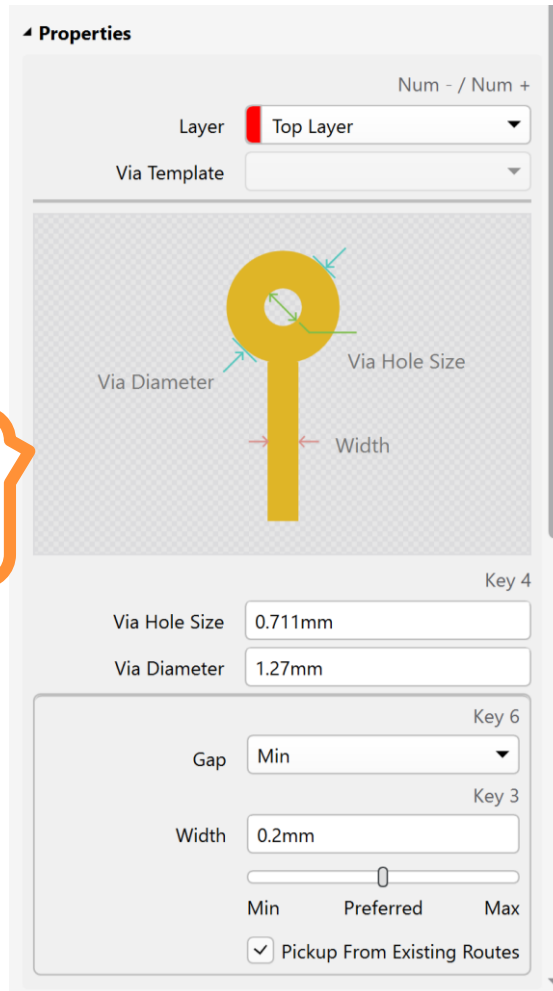 Properties
Num - / Num +
Layer Top Layer
Via Template
Via Hole Size
Via Diameter
Width
Key 4
Via Hole Size 0.711mm
Via Diameter 1.27mm
Key 6
Gap Min
Key 3
Width 0.2mm
Min Preferred Max
Pickup From Existing Routes